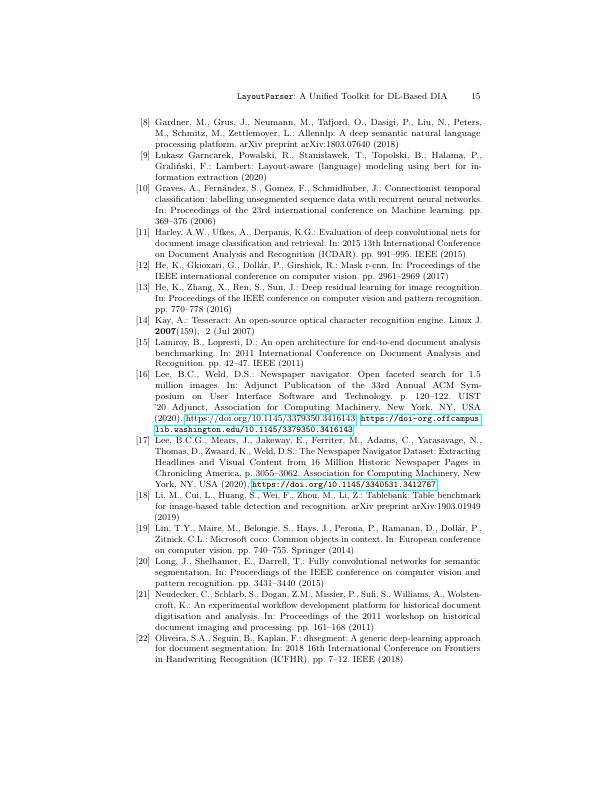 LayoutParser: A Unified Toolkit for DL-Based DIA 15
[8] Gardner, M., Grus, J., Neumann, M., Tafjord, O., Dasigi, P., Liu, N., Peters,
M., Schmitz, M., Zettlemoyer, L.: Allennlp: A deep semantic natural language
processing platform. arXiv preprint arXiv:1803.07640 (2018)
[9] Łukasz Garncarek, Powalski, R., Stanisławek, T., Topolski, B., Halama, P.,
Graliński, F.: Lambert: Layout-aware (language) modeling using bert for in-
formation extraction (2020)
[10] Graves, A., Fernández, S., Gomez, F., Schmidhuber, J.: Connectionist temporal
classification: labelling unsegmented sequence data with recurrent neural networks.
In: Proceedings of the 23rd international conference on Machine learning. pp.
369–376 (2006)
[11] Harley, A.W., Ufkes, A., Derpanis, K.G.: Evaluation of deep convolutional nets for
document image classification and retrieval. In: 2015 13th International Conference
on Document Analysis and Recognition (ICDAR). pp. 991–995. IEEE (2015)
[12] He, K., Gkioxari, G., Dollár, P., Girshick, R.: Mask r-cnn. In: Proceedings of the
IEEE international conference on computer vision. pp. 2961–2969 (2017)
[13] He, K., Zhang, X., Ren, S., Sun, J.: Deep residual learning for image recognition.
In: Proceedings of the IEEE conference on computer vision and pattern recognition.
pp. 770–778 (2016)
[14] Kay, A.: Tesseract: An open-source optical character recognition engine. Linux J.
2007(159), 2 (Jul 2007)
[15] Lamiroy, B., Lopresti, D.: An open architecture for end-to-end document analysis
benchmarking. In: 2011 International Conference on Document Analysis and
Recognition. pp. 42–47. IEEE (2011)
[16] Lee, B.C., Weld, D.S.: Newspaper navigator: Open faceted search for 1.5
million images. In: Adjunct Publication of the 33rd Annual ACM Sym-
posium on User Interface Software and Technology. p. 120–122. UIST
'20 Adjunct, Association for Computing Machinery, New York, NY, USA
(2020). https://doi.org/10.1145/3379350.3416143, https://doi-org.offcampus.
lib.washington.edu/10.1145/3379350.3416143
[17] Lee, B.C.G., Mears, J., Jakeway, E., Ferriter, M., Adams, C., Yarasavage, N.,
Thomas, D., Zwaard, K., Weld, D.S.: The Newspaper Navigator Dataset: Extracting
Headlines and Visual Content from 16 Million Historic Newspaper Pages in
Chronicling America, p. 3055–3062. Association for Computing Machinery, New
York, NY, USA (2020), https://doi.org/10.1145/3340531.3412767
[18] Li, M., Cui, L., Huang, S., Wei, F., Zhou, M., Li, Z.: Tablebank: Table benchmark
for image-based table detection and recognition. arXiv preprint arXiv:1903.01949
(2019)
[19] Lin, T.Y., Maire, M., Belongie, S., Hays, J., Perona, P., Ramanan, D., Dollár, P.,
Zitnick, C.L.: Microsoft coco: Common objects in context. In: European conference
on computer vision. pp. 740–755. Springer (2014)
[20] Long, J., Shelhamer, E., Darrell, T.: Fully convolutional networks for semantic
segmentation. In: Proceedings of the IEEE conference on computer vision and
pattern recognition. pp. 3431–3440 (2015)
[21] Neudecker, C., Schlarb, S., Dogan, Z.M., Missier, P., Sufi, S., Williams, A., Wolsten-
croft, K.: An experimental workflow development platform for historical document
digitisation and analysis. In: Proceedings of the 2011 workshop on historical
document imaging and processing. pp. 161–168 (2011)
[22] Oliveira, S.A., Seguin, B., Kaplan, F.: dhsegment: A generic deep-learning approach
for document segmentation. In: 2018 16th International Conference on Frontiers
in Handwriting Recognition (ICFHR). pp. 7–12. IEEE (2018)